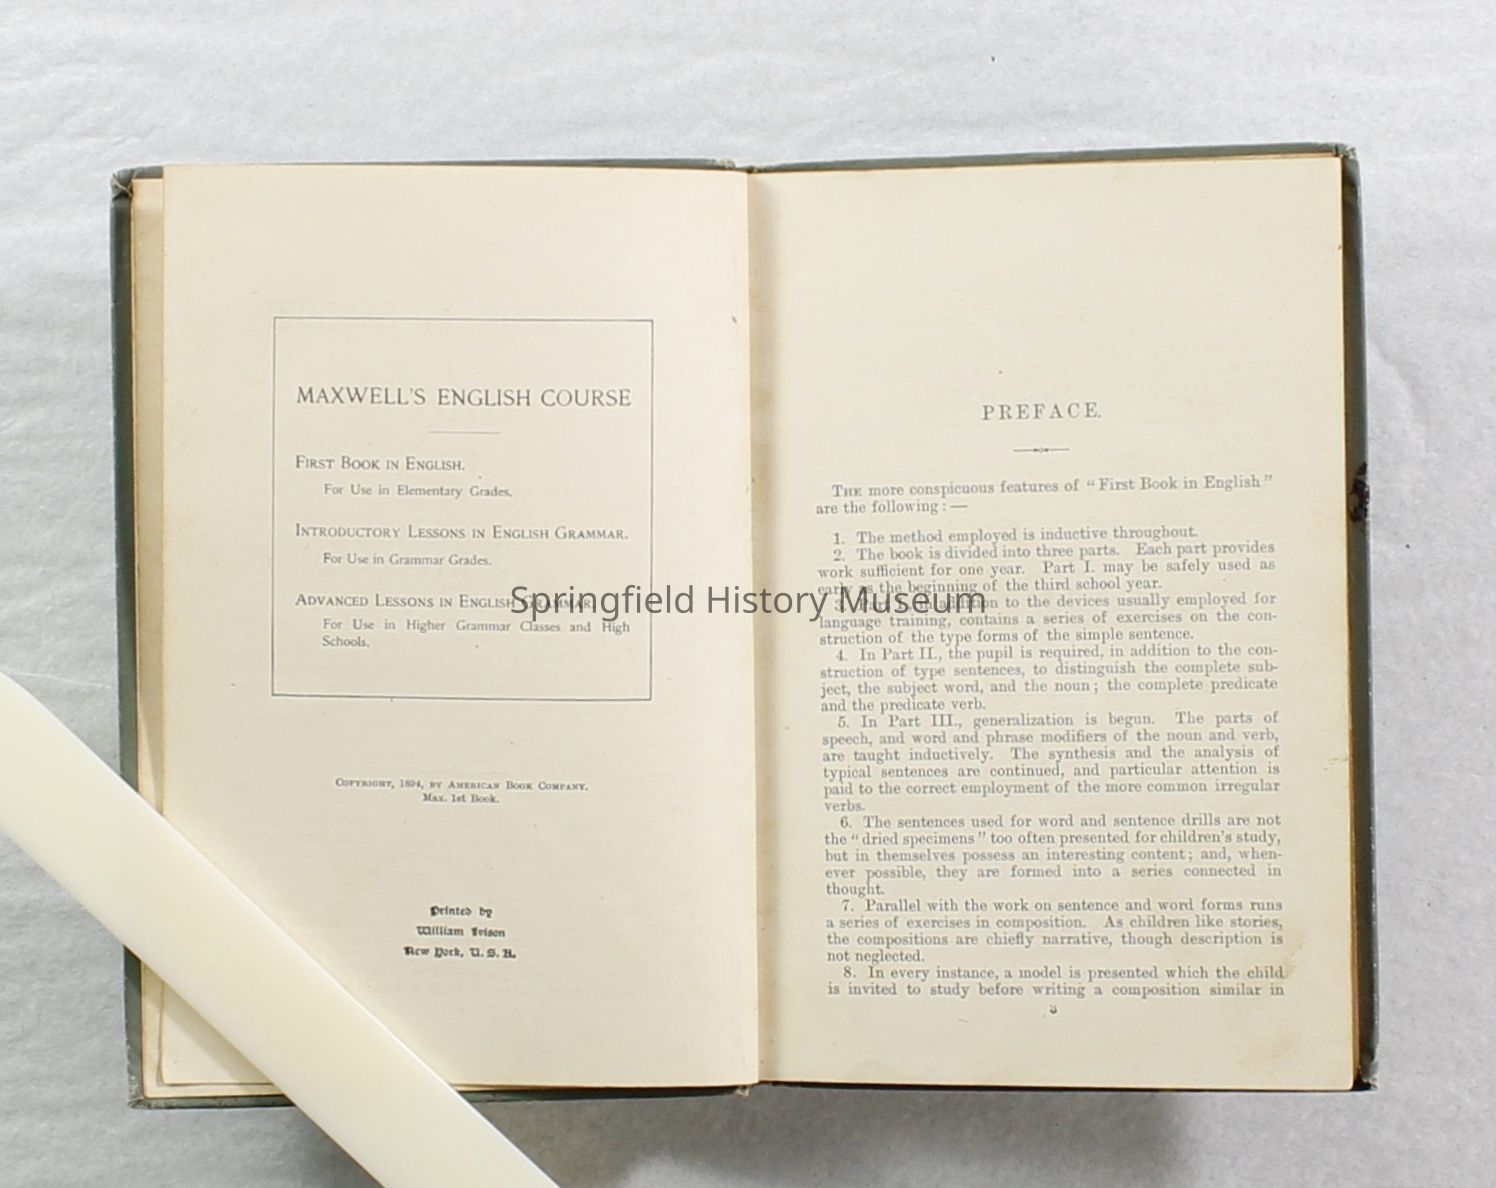 MAXWELL'S ENGLISH COURSE
FIRST BOOK IN ENGLISH.
For Use in Elementary Grades.
INTRODUCTORY LESSONS IN ENGLISH GRAMMAR.
For Use in Grammar Grades.
ADVANCED LESSONS IN ENGLISH GRAMMAR.
For Use in Higher Grammar Classes and High
Schools.
COPYRIGHT, 1894, BY AMERICAN BOOK COMPANY.
Max. 1st Book.
Printed by
William Ivison
New York, U. S. A.
Springfield History Museum
PREFACE.
THE more conspicuous features of "First Book in English"
are the following: —
1. The method employed is inductive throughout.
2. The book is divided into three parts. Each part provides
work sufficient for one year. Part I. may be safely used as
early as the beginning of the third school year.
3. Part I., in addition to the devices usually employed for
language training, contains a series of exercises on the con-
struction of the type forms of the simple sentence.
4. In Part II., the pupil is required, in addition to the con-
struction of type sentences, to distinguish the complete sub-
ject, the subject word, and the noun; the complete predicate
and the predicate verb.
5. In Part III., generalization is begun. The parts of
speech, and word and phrase modifiers of the noun and verb,
are taught inductively. The synthesis and the analysis of
typical sentences are continued, and particular attention is
paid to the correct employment of the more common irregular
verbs.
6. The sentences used for word and sentence drills are not
the "dried specimens" too often presented for children's study,
but in themselves possess an interesting content; and, when-
ever possible, they are formed into a series connected in
thought.
7. Parallel with the work on sentence and word forms runs
a series of exercises in composition. As children like stories,
the compositions are chiefly narrative, though description is
not neglected.
8. In every instance, a model is presented which the child
is invited to study before writing a composition similar in
3